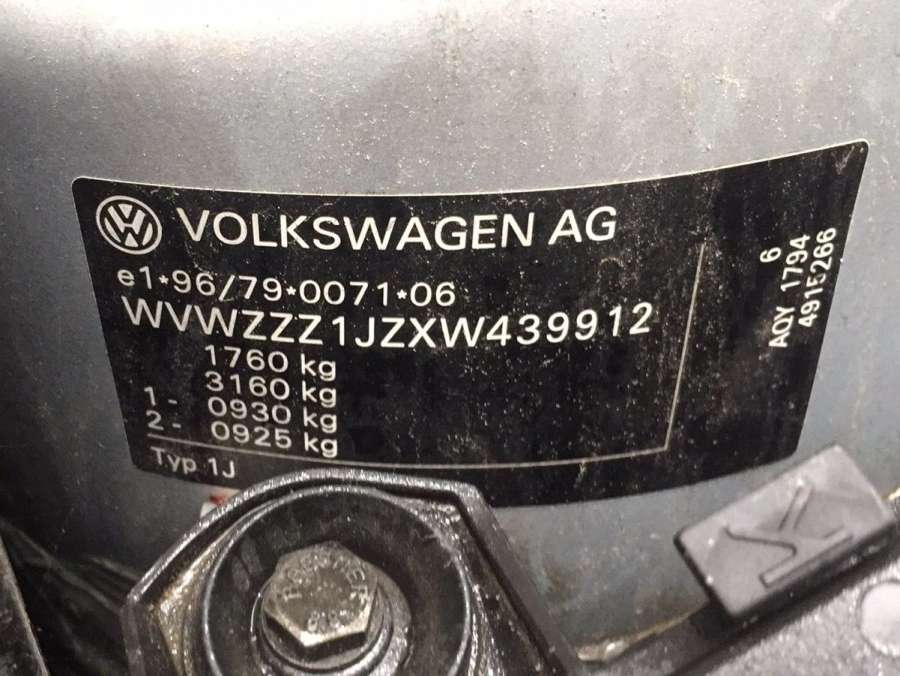 VOLKSWAGEN AG
e1*96/79*0071*06
WVWZZZ1JZXW439912
1760 kg
3160 kg
1 - 0930 kg
2 - 0925 kg
Typ 1J
6
AQY 1794
4915266